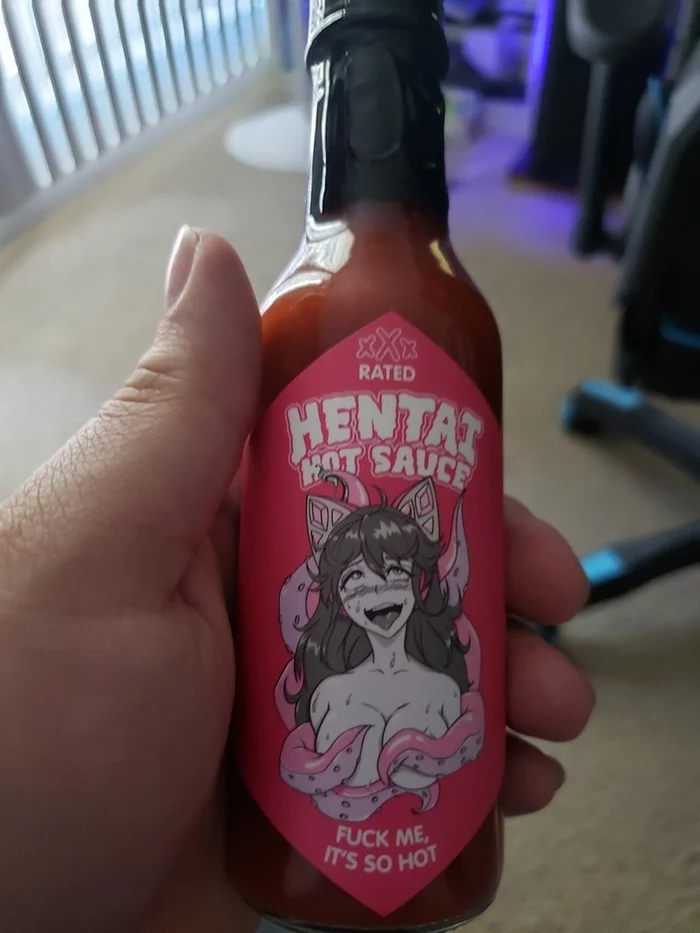 XXX
RATED
HENTAI
HOT SAUCE
FUCK ME,
IT'S SO HOT